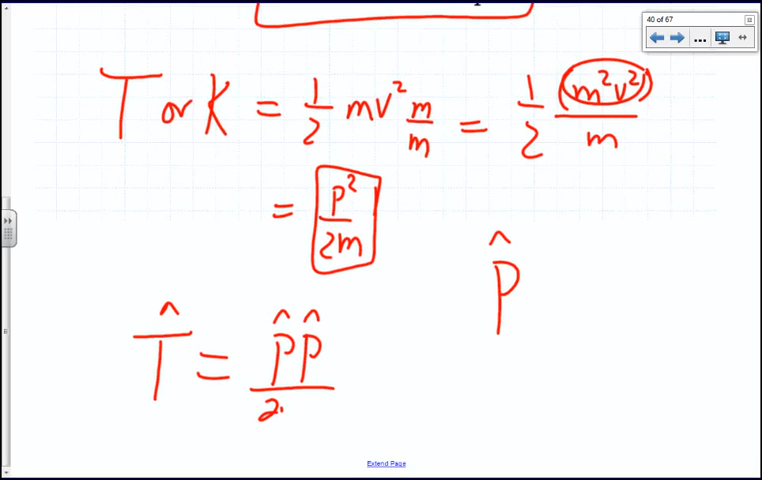 40 of 67
...
T or K = 1/2 mv² m/m = 1/2 (m²v²)/m
= p²/2m
p̂
T̂ = p̂p̂/2
Extend Page